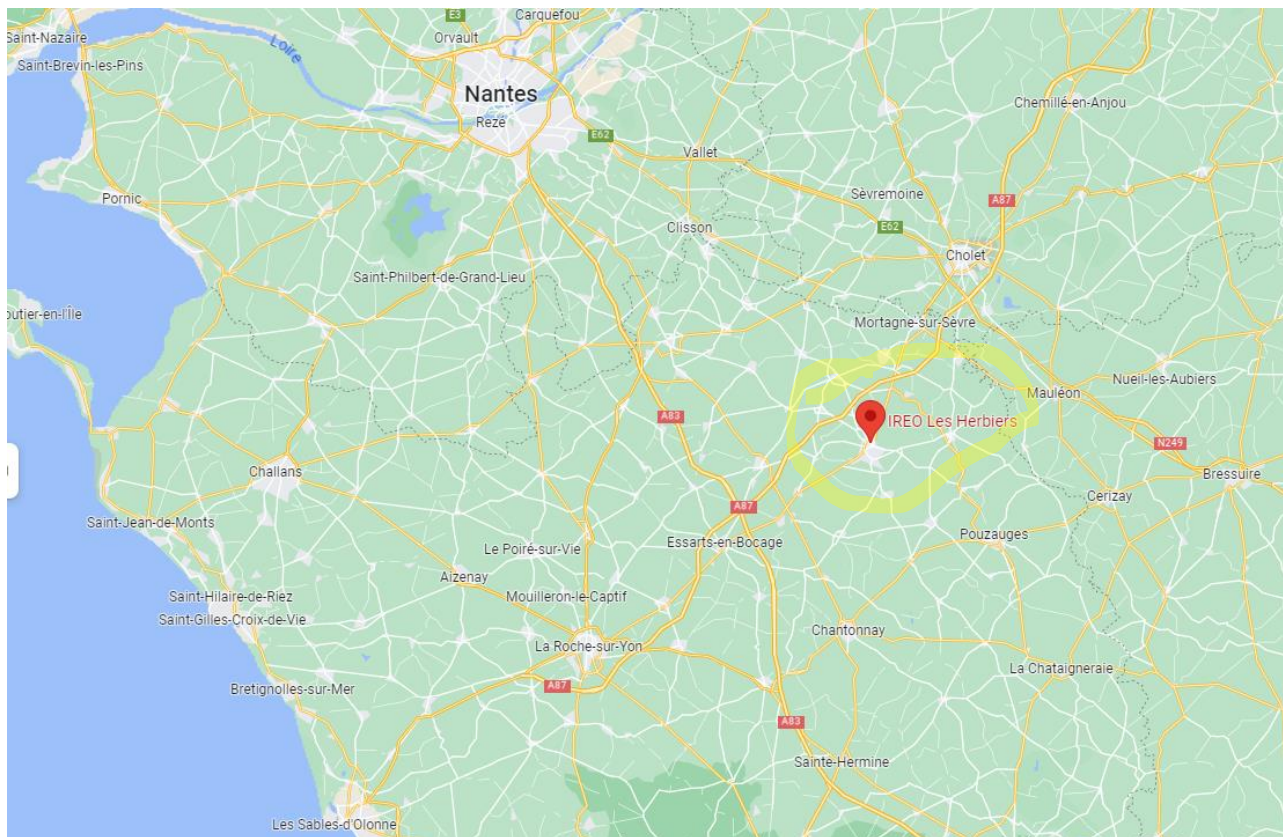 E3
Carquefou
Orvault
Saint-Nazaire
Loire
Saint-Brevin-les-Pins
Nantes
Rezé
Chemillé-en-Anjou
E62
Vallet
Sèvremoine
Pornic
A87
Clisson
E62
Cholet
Saint-Philbert-de-Grand-Lieu
outier-en-l'Île
Mortagne-sur-Sèvre
Nueil-les-Aubiers
Mauléon
A83
IREO Les Herbiers
N249
Challans
Bressuire
Cerizay
A87
Saint-Jean-de-Monts
Pouzauges
Essarts-en-Bocage
Le Poiré-sur-Vie
Aizenay
Saint-Hilaire-de-Riez
Mouilleron-le-Captif
Saint-Gilles-Croix-de-Vie
Chantonnay
La Roche-sur-Yon
La Chataigneraie
A87
Bretignolles-sur-Mer
A83
Sainte-Hermine
Les Sables-d'Olonne